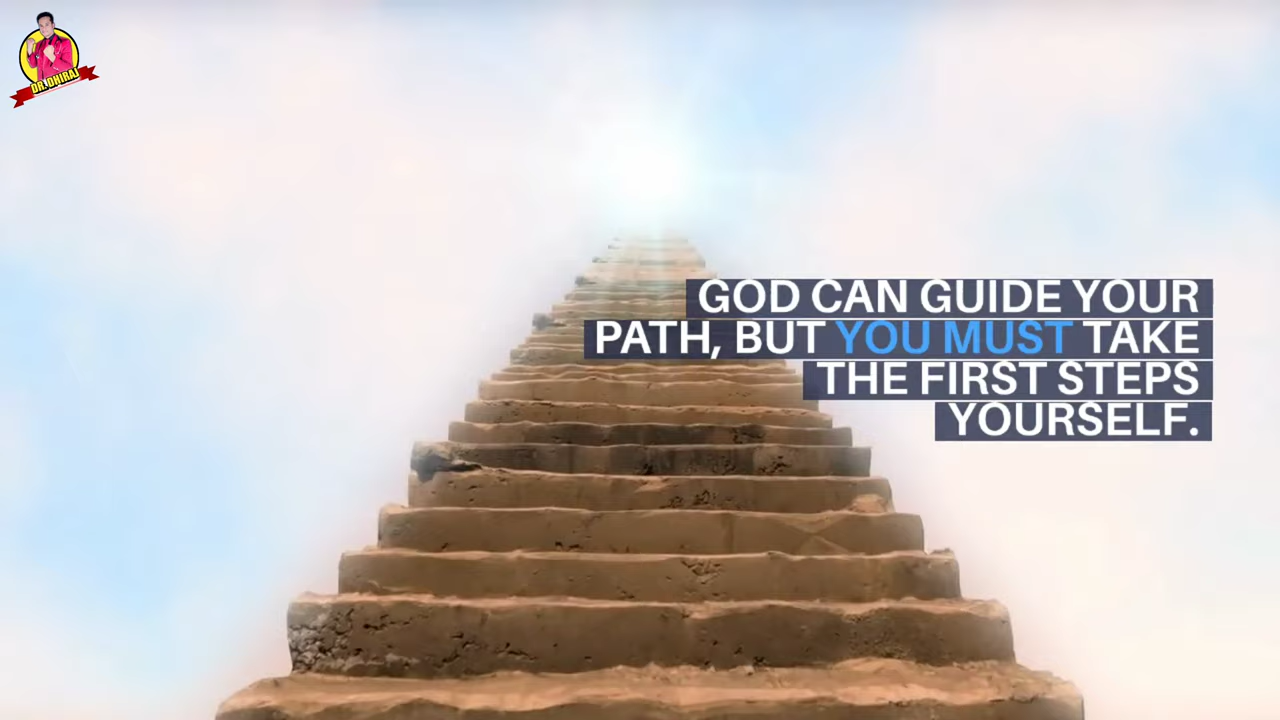 DR. DHIRAJ
GOD CAN GUIDE YOUR
PATH, BUT YOU MUST TAKE
THE FIRST STEPS
YOURSELF.